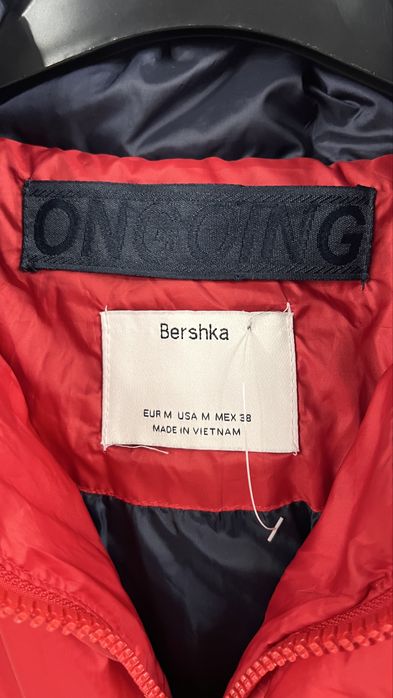 ONGOING
Bershka
EUR M USA M MEX 38
MADE IN VIETNAM